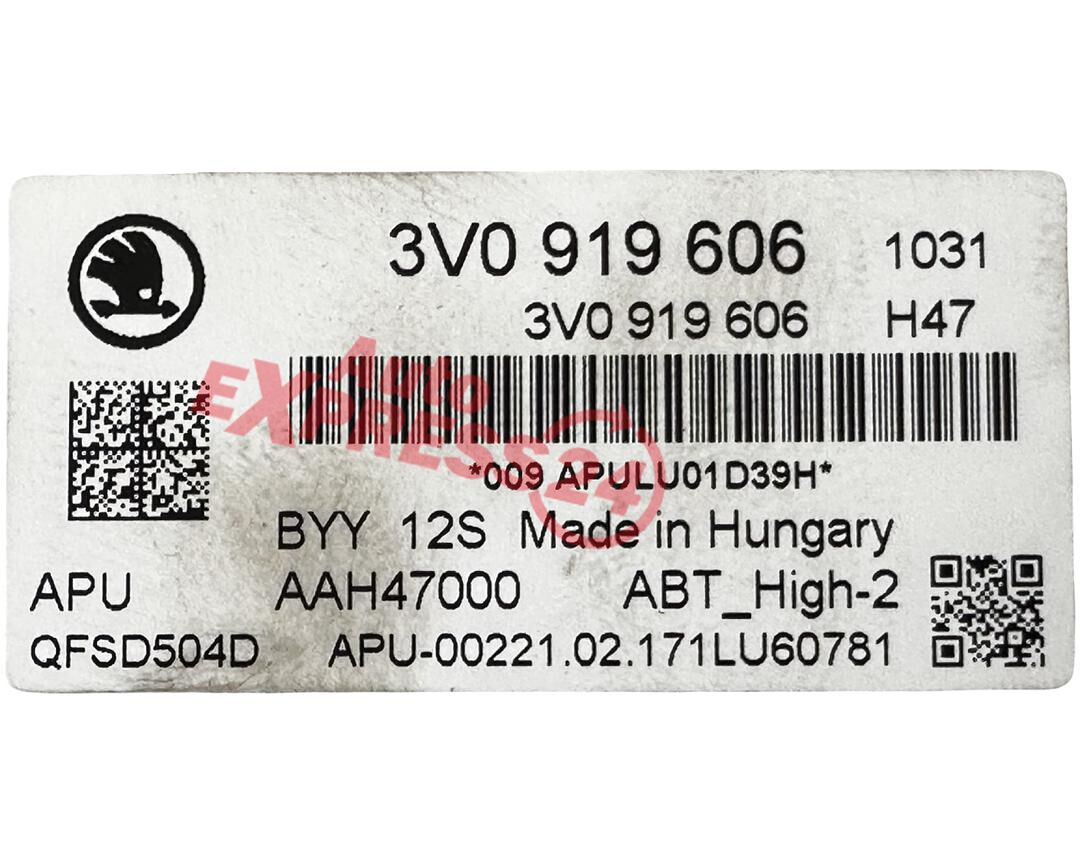 3V0 919 606 1031
3V0 919 606 H47
Auto
EXPRESS24
*009 APULU01D39H*
BYY 12S Made in Hungary
APU AAH47000 ABT_High-2
QFSD504D APU-00221.02.171LU60781